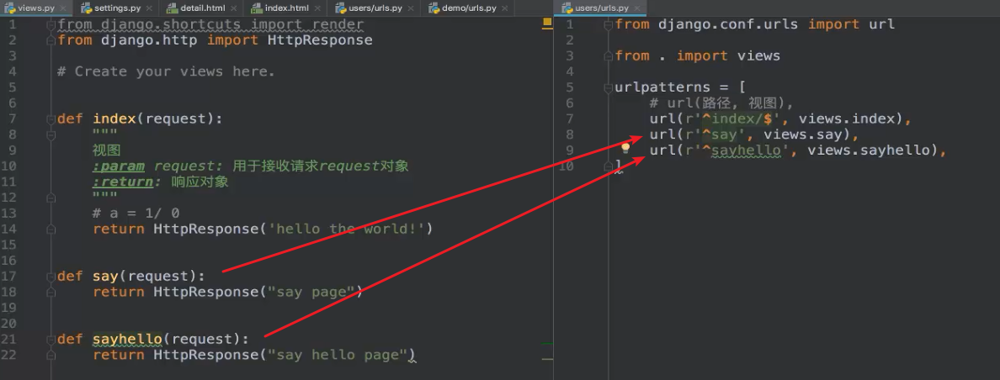 views.py × settings.py × detail.html × index.html × users/urls.py × demo/urls.py ×
1 from django.shortcuts import render
2 from django.http import HttpResponse
3
4 # Create your views here.
5
6
7 def index(request):
8 """
9 视图
10 :param request: 用于接收请求request对象
11 :return: 响应对象
12 """
13 # a = 1/ 0
14 return HttpResponse('hello the world!')
15
16
17 def say(request):
18 return HttpResponse("say page")
19
20
21 def sayhello(request):
22 return HttpResponse("say hello page")
users/urls.py ×
1 from django.conf.urls import url
2
3 from . import views
4
5 urlpatterns = [
6 # url(路径, 视图),
7 url(r'^index/$', views.index),
8 url(r'^say', views.say),
9 url(r'^sayhello', views.sayhello),
10 ]